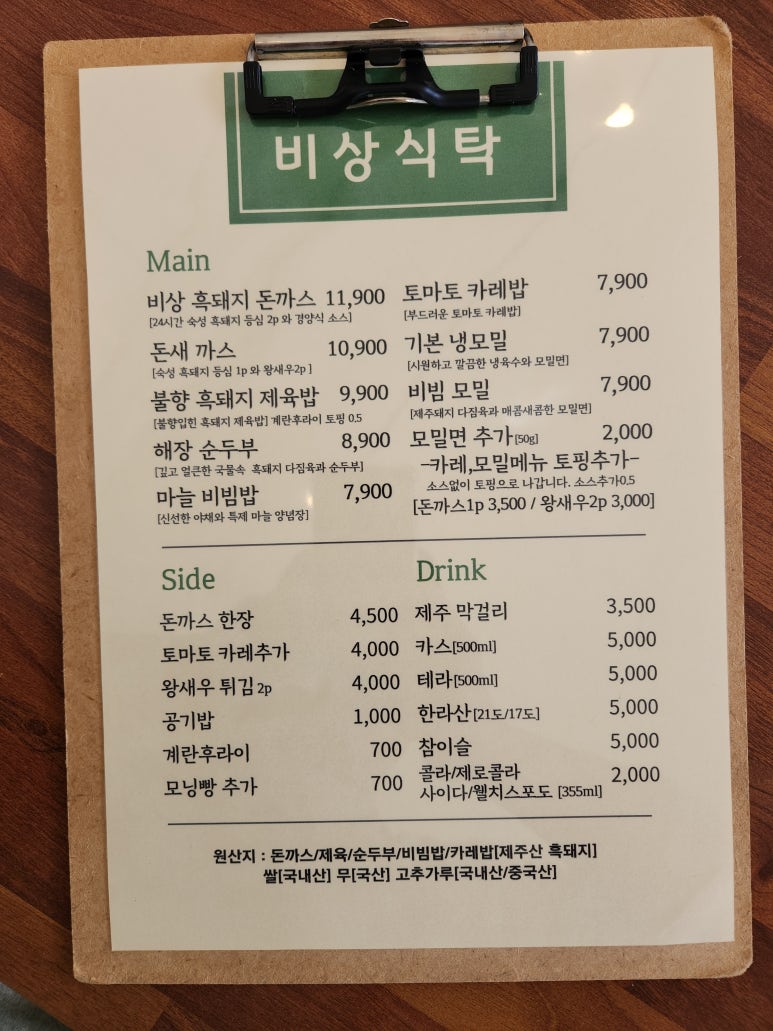 비상식탁
Main
비상 흑돼지 돈까스 11,900
[24시간 숙성 흑돼지 등심 2p 와 경양식 소스]
돈새 까스 10,900
[숙성 흑돼지 등심 1p 와 왕새우2p ]
불향 흑돼지 제육밥 9,900
[불향입힌 흑돼지 제육밥] 계란후라이 토핑 0.5
해장 순두부 8,900
[깊고 얼큰한 국물속 흑돼지 다짐육과 순두부]
마늘 비빔밥 7,900
[신선한 야채와 특제 마늘 양념장]
토마토 카레밥 7,900
[부드러운 토마토 카레밥]
기본 냉모밀 7,900
[시원하고 깔끔한 냉육수와 모밀면]
비빔 모밀 7,900
[제주돼지 다짐육과 매콤새콤한 모밀면]
모밀면 추가[50g] 2,000
-카레,모밀메뉴 토핑추가-
소스없이 토핑으로 나갑니다. 소스추가0.5
[돈까스1p 3,500 / 왕새우2p 3,000]
Side
돈까스 한장 4,500
토마토 카레추가 4,000
왕새우 튀김 2p 4,000
공기밥 1,000
계란후라이 700
모닝빵 추가 700
Drink
제주 막걸리 3,500
카스[500ml] 5,000
테라[500ml] 5,000
한라산[21도/17도] 5,000
참이슬 5,000
콜라/제로콜라 2,000
사이다/웰치스포도 [355ml]
원산지 : 돈까스/제육/순두부/비빔밥/카레밥[제주산 흑돼지]
쌀[국내산] 무[국산] 고추가루[국내산/중국산]